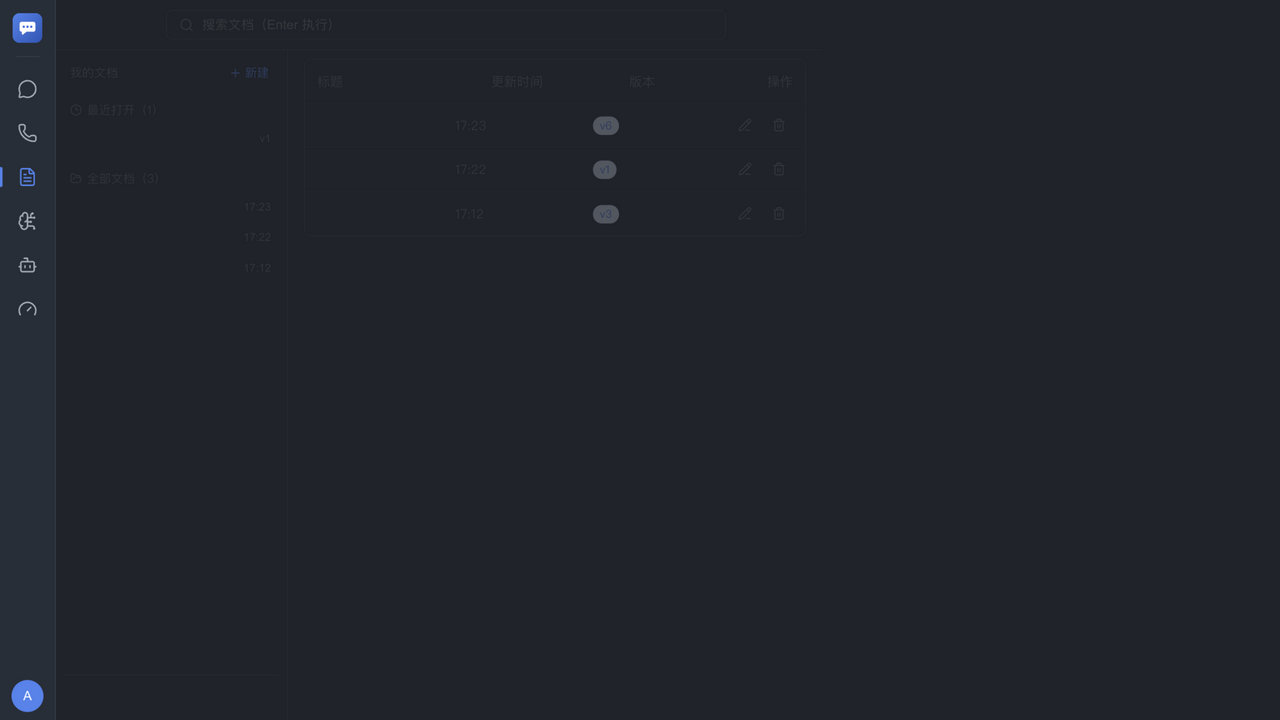 搜索文档（Enter 执行）
我的文档
新建
最近打开（1）
v1
全部文档（3）
17:23
17:22
17:12
标题 更新时间 版本 操作
17:23 v6
17:22 v1
17:12 v3
A